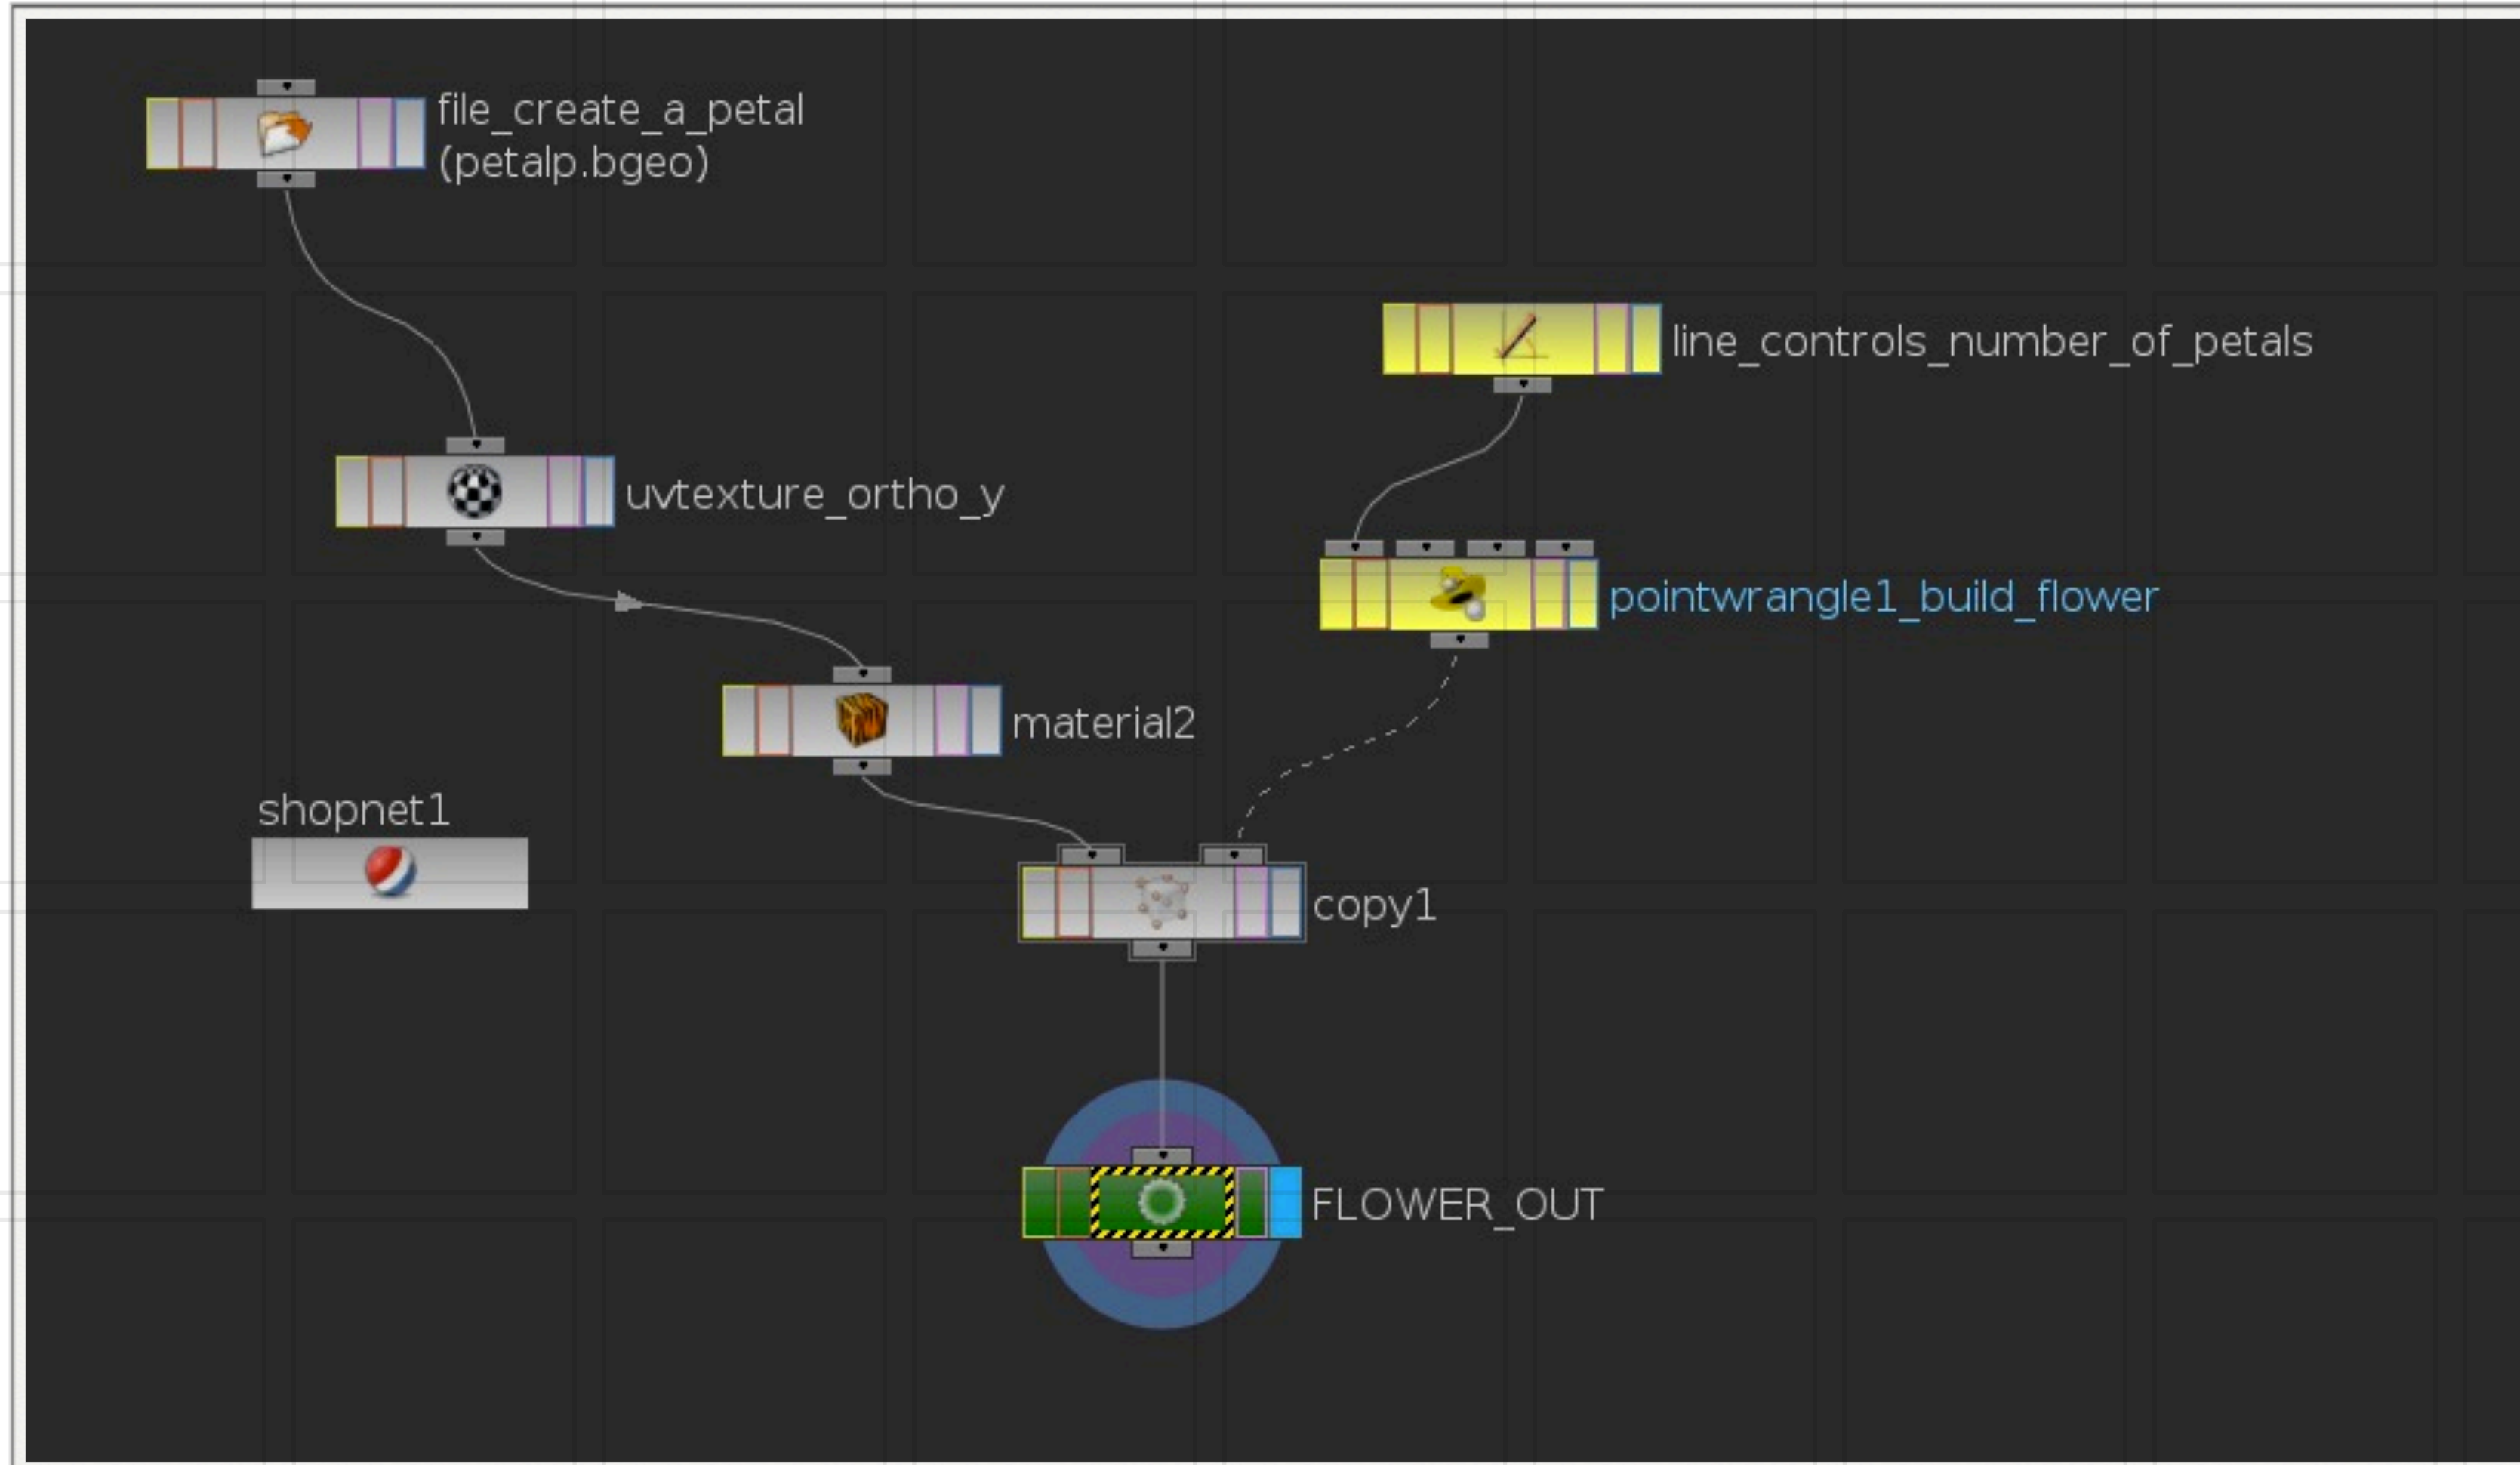 file_create_a_petal
(petalp.bgeo)
line_controls_number_of_petals
uvtexture_ortho_y
pointwrangle1_build_flower
material2
shopnet1
copy1
FLOWER_OUT